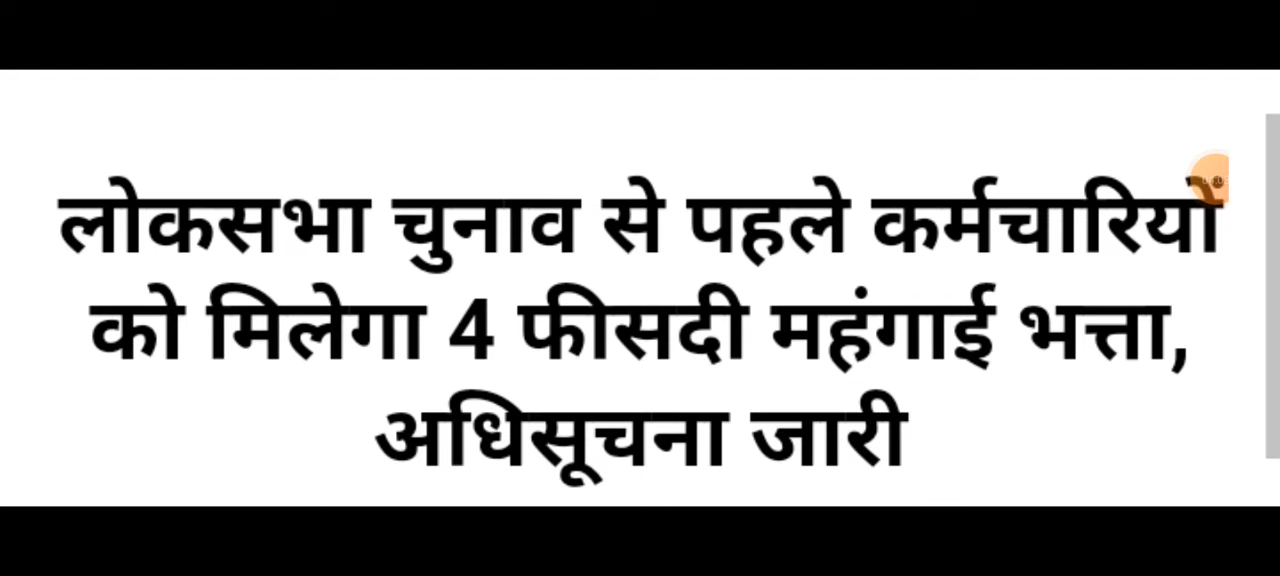 लोकसभा चुनाव से पहले कर्मचारियों
को मिलेगा 4 फीसदी महंगाई भत्ता,
अधिसूचना जारी